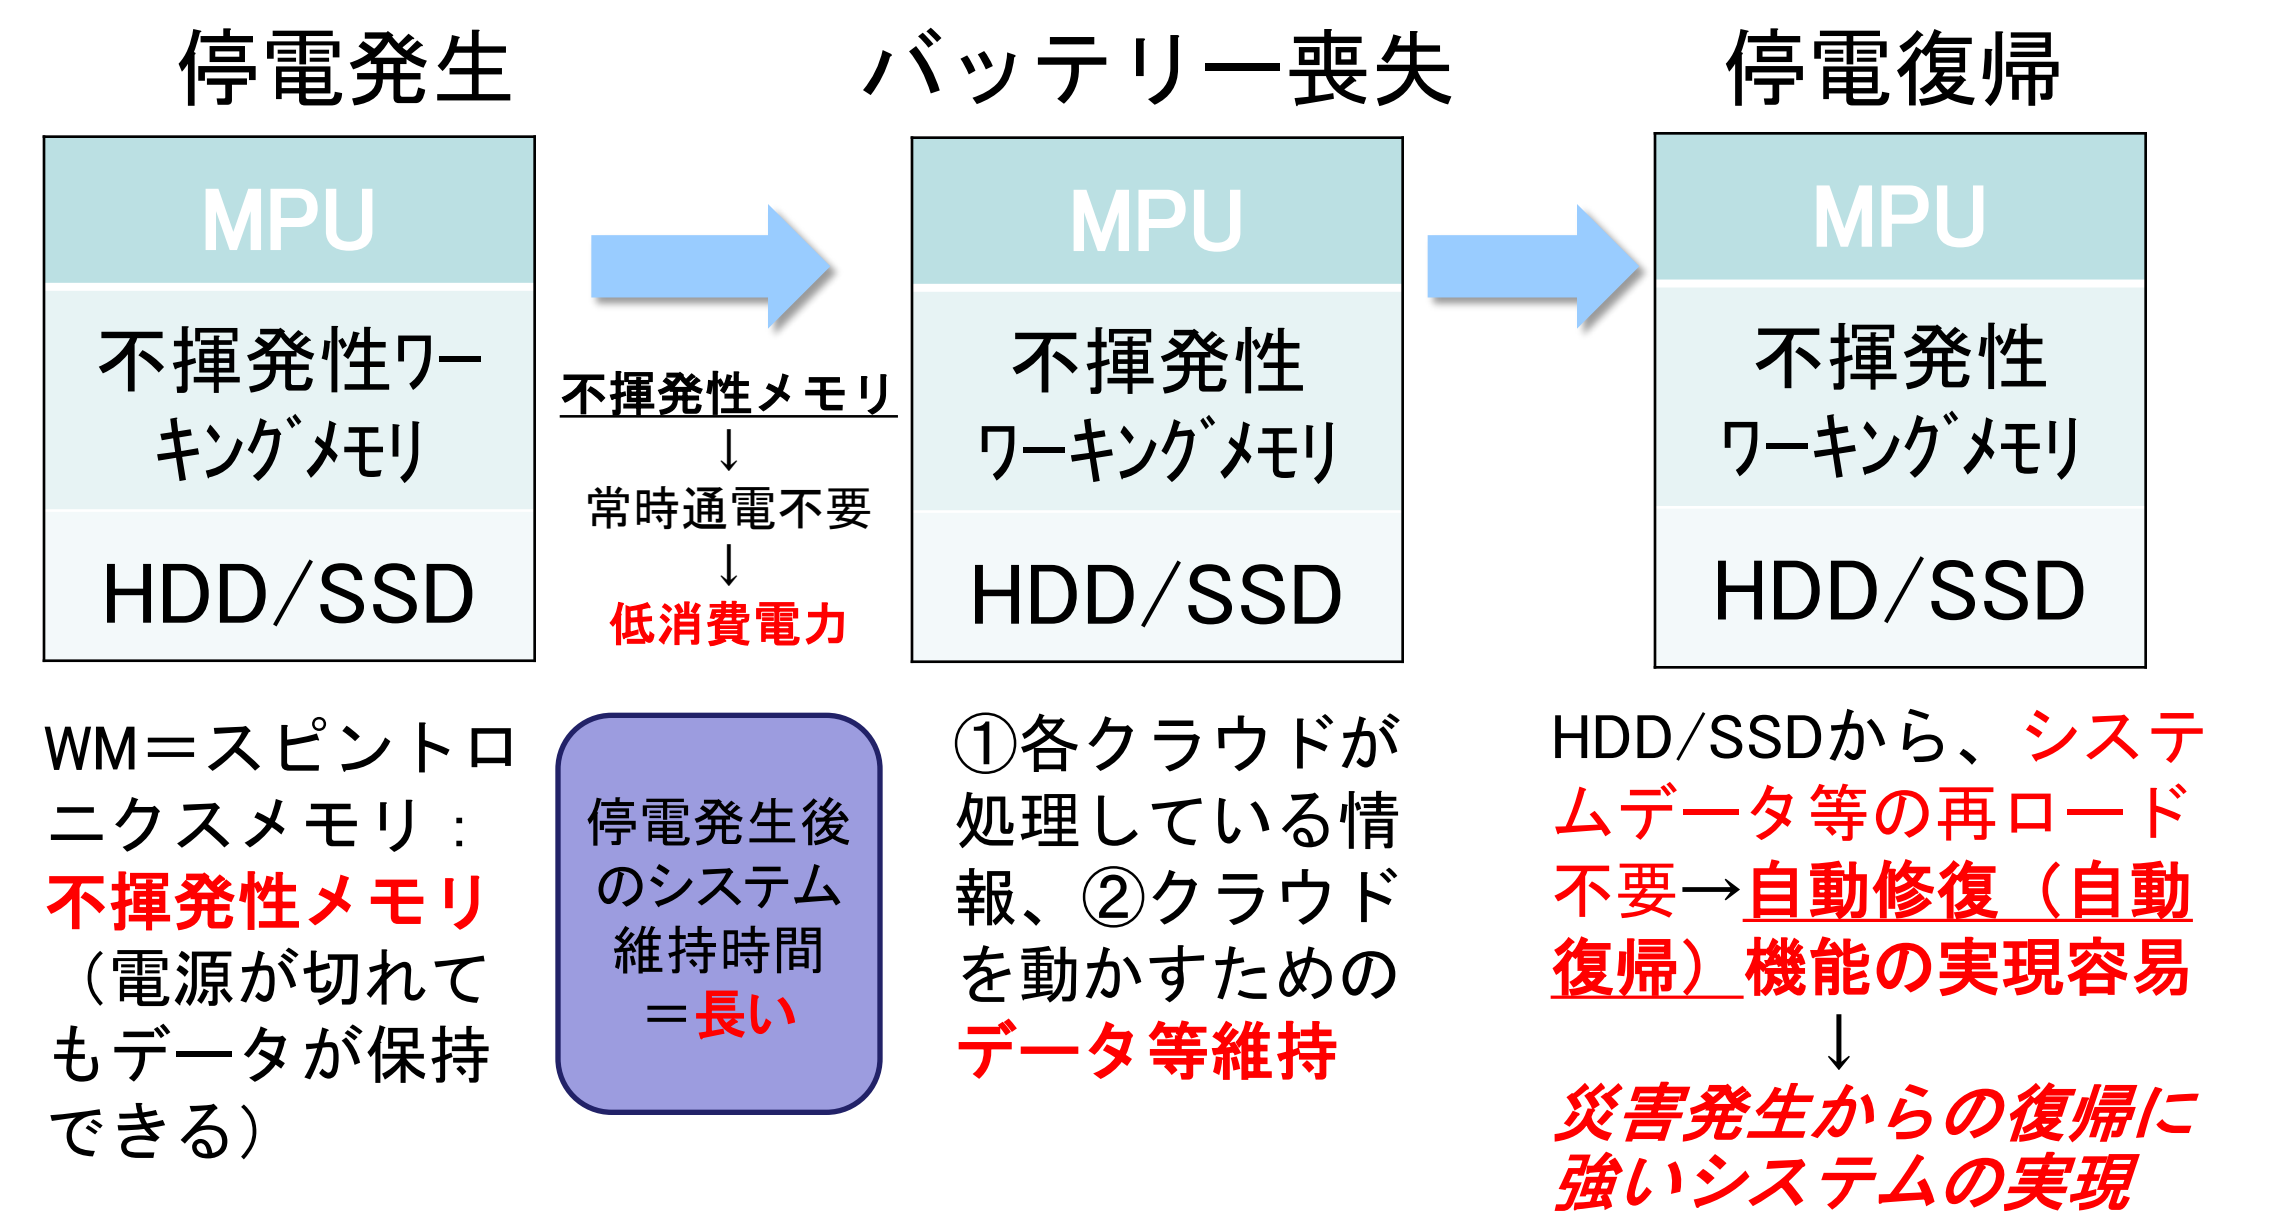 停電発生
MPU
不揮発性ﾜｰ
ｷﾝｸﾞﾒﾓﾘ
HDD/SSD
WM＝スピントロ
ニクスメモリ：
不揮発性メモリ
（電源が切れて
もデータが保持
できる）
不揮発性メモリ
↓
常時通電不要
↓
低消費電力
停電発生後
のシステム
維持時間
＝長い
バッテリー喪失
MPU
不揮発性
ﾜｰｷﾝｸﾞﾒﾓﾘ
HDD/SSD
①各クラウドが
処理している情
報、②クラウド
を動かすための
データ等維持
停電復帰
MPU
不揮発性
ﾜｰｷﾝｸﾞﾒﾓﾘ
HDD/SSD
HDD/SSDから、システ
ムデータ等の再ロード
不要→自動修復（自動
復帰）機能の実現容易
↓
災害発生からの復帰に
強いシステムの実現